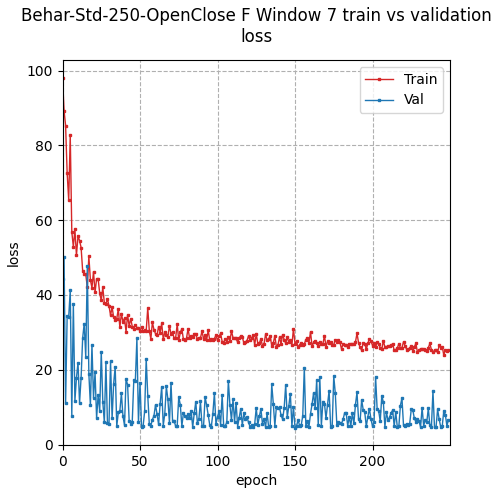 Behar-Std-250-OpenClose F Window 7 train vs validation
loss
Train
Val
100
80
60
40
20
0
loss
0 50 100 150 200
epoch